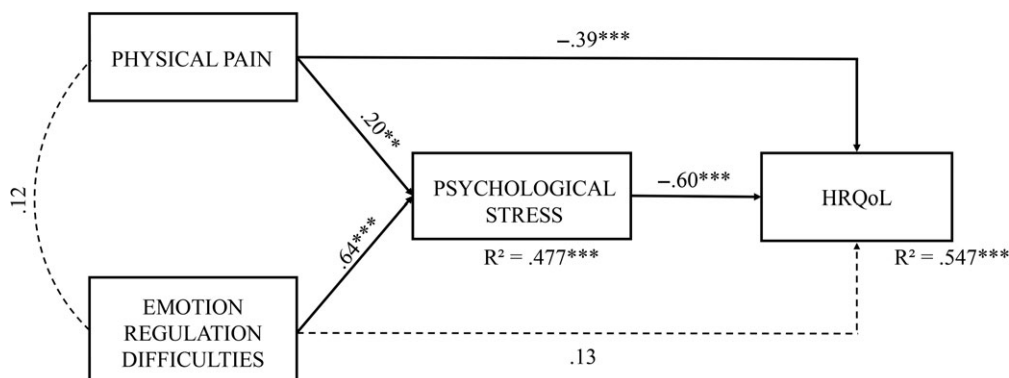 PHYSICAL PAIN
−.39***
.20**
.12
PSYCHOLOGICAL
STRESS
−.60***
HRQoL
.64***
R² = .477***
R² = .547***
EMOTION
REGULATION
DIFFICULTIES
.13